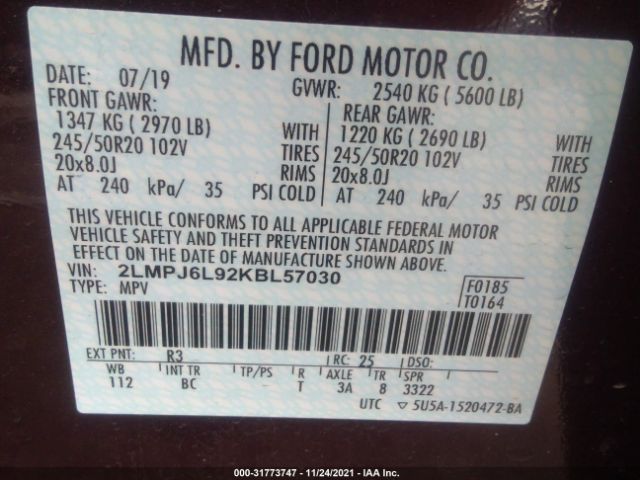 MFD. BY FORD MOTOR CO.
DATE: 07/19 GVWR: 2540 KG ( 5600 LB)
FRONT GAWR: REAR GAWR:
1347 KG ( 2970 LB) WITH 1220 KG ( 2690 LB) WITH
245/50R20 102V TIRES 245/50R20 102V TIRES
20x8.0J RIMS 20x8.0J RIMS
AT 240 kPa/ 35 PSI COLD AT 240 kPa/ 35 PSI COLD
THIS VEHICLE CONFORMS TO ALL APPLICABLE FEDERAL MOTOR
VEHICLE SAFETY AND THEFT PREVENTION STANDARDS IN
EFFECT ON THE DATE OF MANUFACTURE SHOWN ABOVE.
VIN: 2LMPJ6L92KBL57030 F0185
TYPE: MPV T0164
EXT PNT: R3 RC: 25 DSO:
WB INT TR TP/PS R AXLE TR SPR
112 BC T 3A 8 3322
UTC ▽ 5U5A-1520472-BA
000-31773747 - 11/24/2021 - IAA Inc.